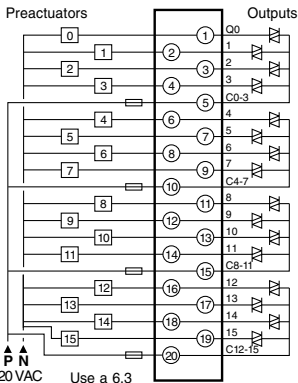 Preactuators Outputs
0 1 Q0
1 2 1
2 3 2
3 4 3
5 C0-3
4 6 4
5 7 5
6 8 6
7 9 7
10 C4-7
8 11 8
9 12 9
10 13 10
11 14 11
15 C8-11
12 16 12
13 17 13
14 18 14
15 19 15
20 C12-15
P N
20 VAC Use a 6.3